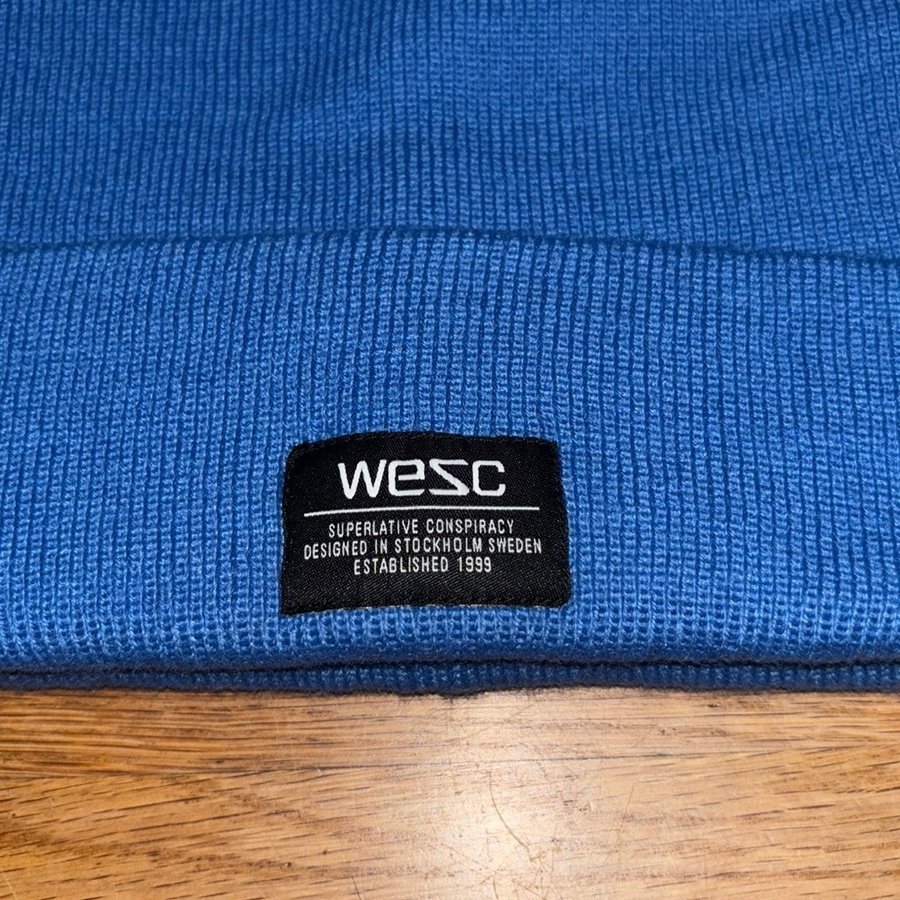 wesc
SUPERLATIVE CONSPIRACY
DESIGNED IN STOCKHOLM SWEDEN
ESTABLISHED 1999